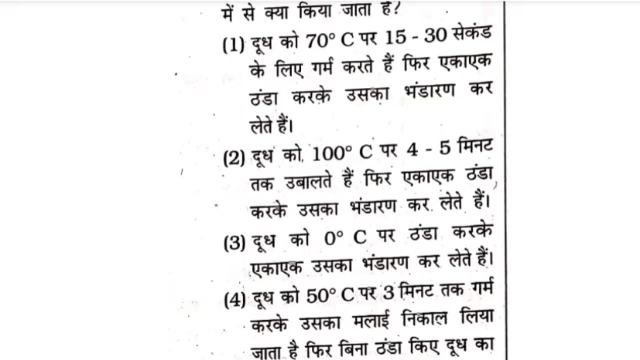 में से क्या किया जाता है?
(1) दूध को 70° C पर 15 - 30 सेकंड
के लिए गर्म करते हैं फिर एकाएक
ठंडा करके उसका भंडारण कर
लेते हैं।
(2) दूध को 100° C पर 4 - 5 मिनट
तक उबालते हैं फिर एकाएक ठंडा
करके उसका भंडारण कर लेते हैं।
(3) दूध को 0° C पर ठंडा करके
एकाएक उसका भंडारण कर लेते हैं।
(4) दूध को 50° C पर 3 मिनट तक गर्म
करके उसका मलाई निकाल लिया
जाता है फिर बिना ठंडा किए दूध का